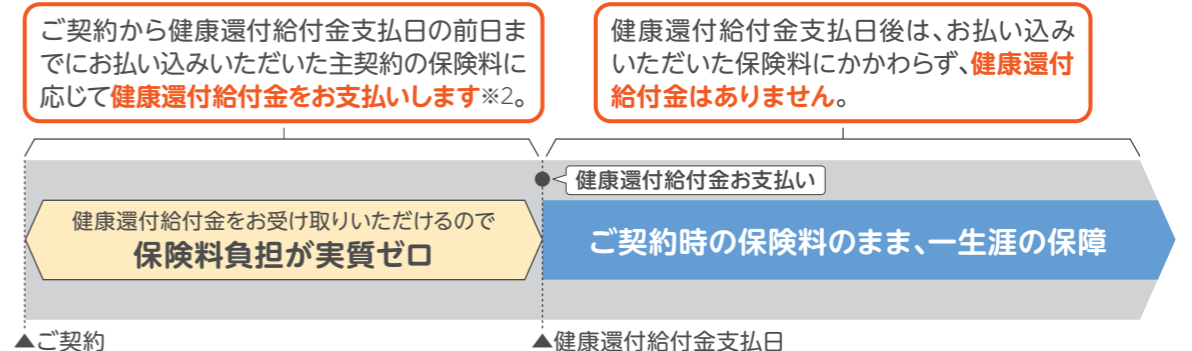 ご契約から健康還付給付金支払日の前日ま
でにお払い込みいただいた主契約の保険料に
応じて健康還付給付金をお支払いします※2。
健康還付給付金支払日後は、お払い込み
いただいた保険料にかかわらず、健康還付
給付金はありません。
健康還付給付金お支払い
健康還付給付金をお受け取りいただけるので
保険料負担が実質ゼロ
ご契約時の保険料のまま、一生涯の保障
▲ご契約
▲健康還付給付金支払日